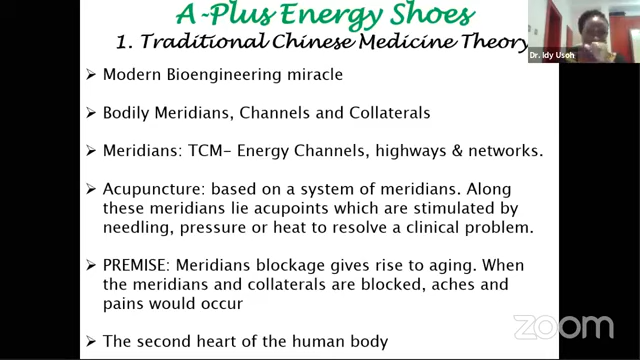 A-Plus Energy Shoes
1. Traditional Chinese Medicine Theory
Dr. Idy Usoh
➢ Modern Bioengineering miracle
➢ Bodily Meridians, Channels and Collaterals
➢ Meridians: TCM- Energy Channels, highways & networks.
➢ Acupuncture: based on a system of meridians. Along
these meridians lie acupoints which are stimulated by
needling, pressure or heat to resolve a clinical problem.
➢ PREMISE: Meridians blockage gives rise to aging. When
the meridians and collaterals are blocked, aches and
pains would occur
➢ The second heart of the human body
zoom